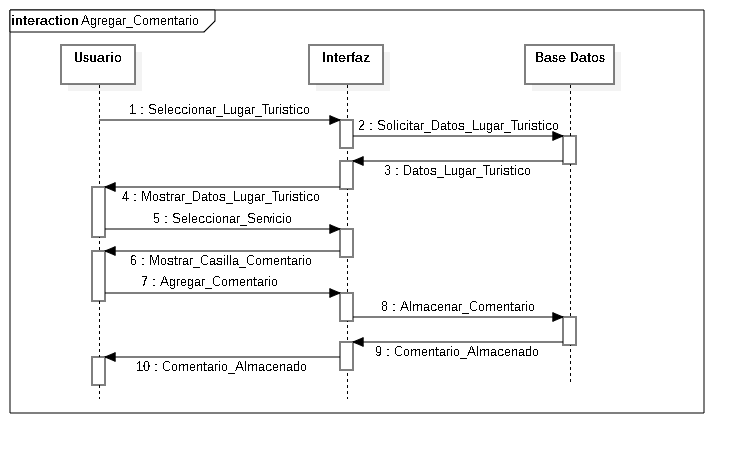 interaction Agregar_Comentario
Usuario
Interfaz
Base Datos
1 : Seleccionar_Lugar_Turistico
2 : Solicitar_Datos_Lugar_Turistico
3 : Datos_Lugar_Turistico
4 : Mostrar_Datos_Lugar_Turistico
5 : Seleccionar_Servicio
6 : Mostrar_Casilla_Comentario
7 : Agregar_Comentario
8 : Almacenar_Comentario
9 : Comentario_Almacenado
10 : Comentario_Almacenado